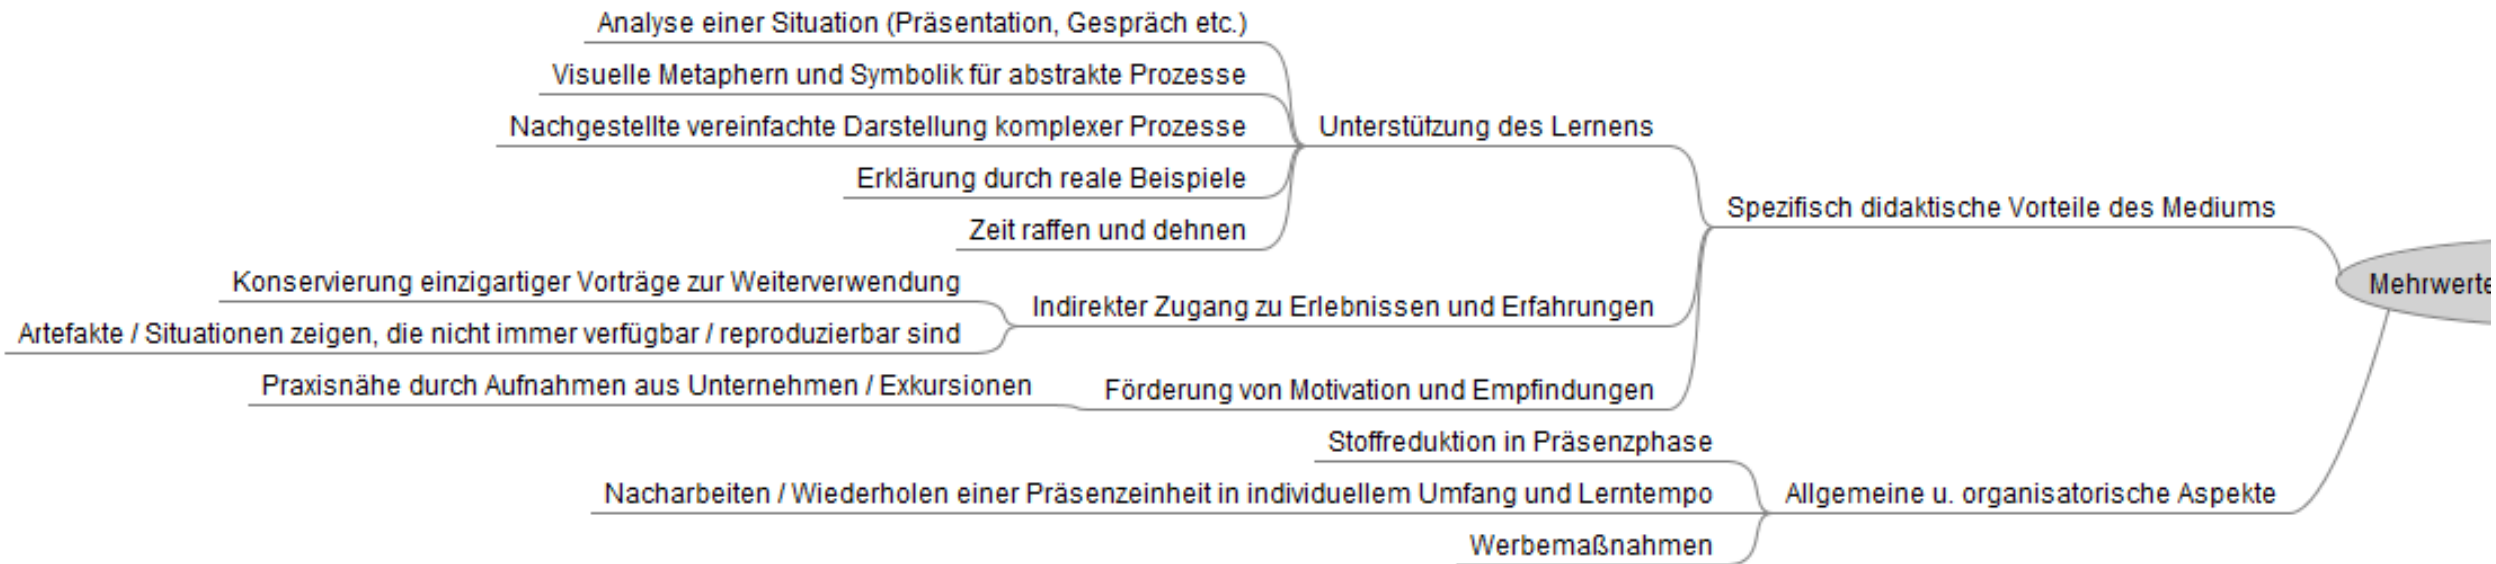 Analyse einer Situation (Präsentation, Gespräch etc.)
Visuelle Metaphern und Symbolik für abstrakte Prozesse
Nachgestellte vereinfachte Darstellung komplexer Prozesse
Erklärung durch reale Beispiele
Zeit raffen und dehnen
Unterstützung des Lernens
Konservierung einzigartiger Vorträge zur Weiterverwendung
Artefakte / Situationen zeigen, die nicht immer verfügbar / reproduzierbar sind
Indirekter Zugang zu Erlebnissen und Erfahrungen
Praxisnähe durch Aufnahmen aus Unternehmen / Exkursionen
Förderung von Motivation und Empfindungen
Spezifisch didaktische Vorteile des Mediums
Stoffreduktion in Präsenzphase
Nacharbeiten / Wiederholen einer Präsenzeinheit in individuellem Umfang und Lerntempo
Werbemaßnahmen
Allgemeine u. organisatorische Aspekte
Mehrwerte